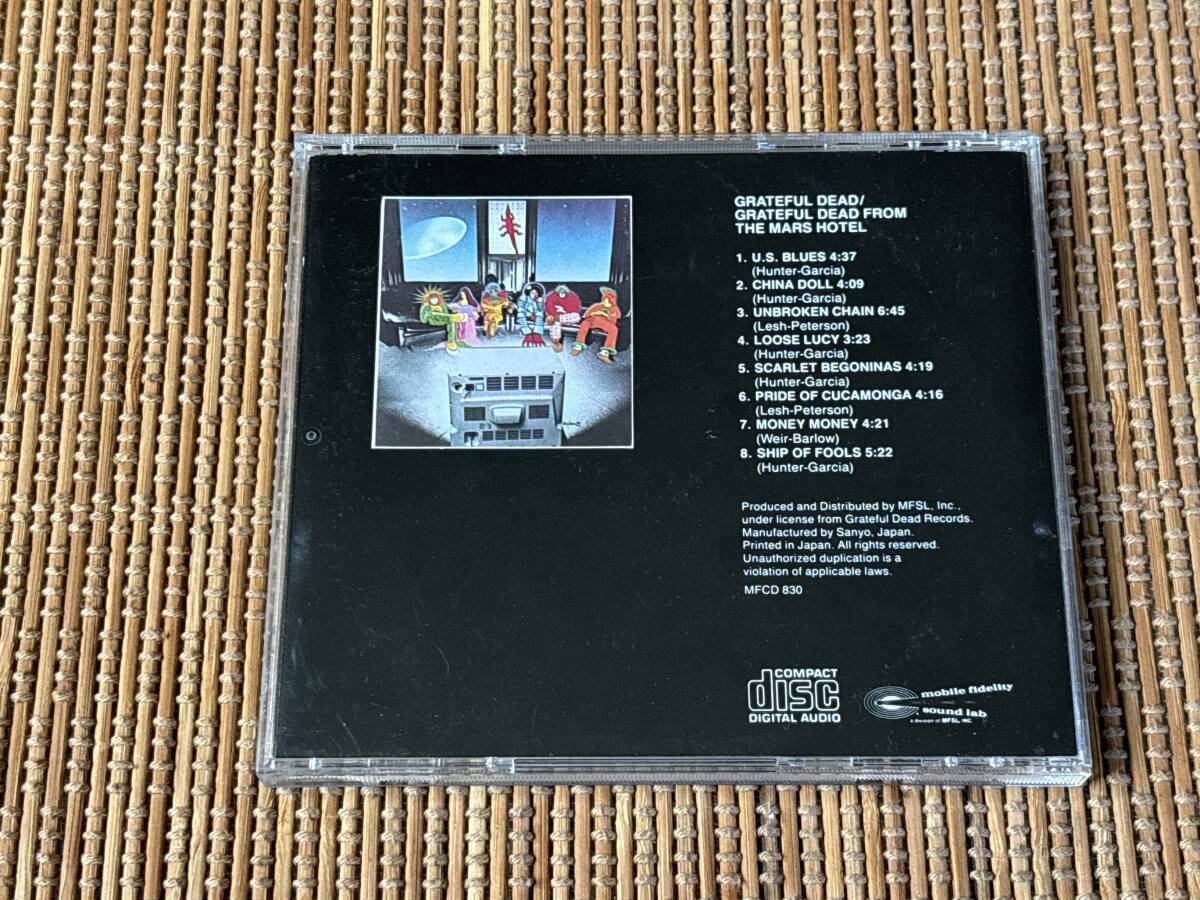 GRATEFUL DEAD/
GRATEFUL DEAD FROM
THE MARS HOTEL
1. U.S. BLUES 4:37
(Hunter-Garcia)
2. CHINA DOLL 4:09
(Hunter-Garcia)
3. UNBROKEN CHAIN 6:45
(Lesh-Peterson)
4. LOOSE LUCY 3:23
(Hunter-Garcia)
5. SCARLET BEGONINAS 4:19
(Hunter-Garcia)
6. PRIDE OF CUCAMONGA 4:16
(Lesh-Peterson)
7. MONEY MONEY 4:21
(Weir-Barlow)
8. SHIP OF FOOLS 5:22
(Hunter-Garcia)
Produced and Distributed by MFSL, Inc.,
under license from Grateful Dead Records.
Manufactured by Sanyo, Japan.
Printed in Japan. All rights reserved.
Unauthorized duplication is a
violation of applicable laws.
MFCD 830
COMPACT
disc
DIGITAL AUDIO
mobile fidelity
sound lab
a division of MFSL, INC.